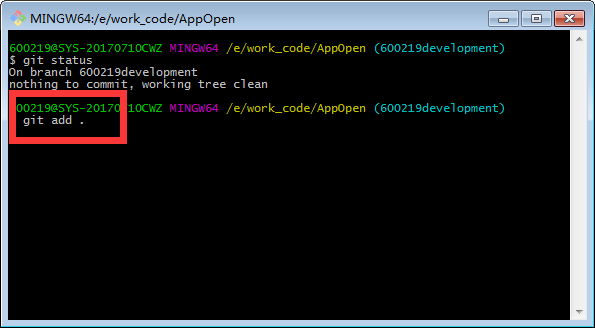 MINGW64:/e/work_code/AppOpen
600219@SYS-20170710CWZ MINGW64 /e/work_code/AppOpen (600219development)
$ git status
On branch 600219development
nothing to commit, working tree clean
600219@SYS-20170710CWZ MINGW64 /e/work_code/AppOpen (600219development)
git add .